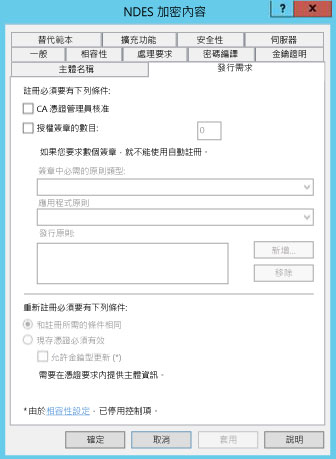 NDES 加密內容
? ×
替代範本 擴充功能 安全性 伺服器
一般 相容性 處理要求 密碼編譯 金鑰證明
主體名稱 發行需求
註冊必須要有下列條件:
CA 憑證管理員核准
授權簽章的數目: 0
如果您要求數個簽章，就不能使用自動註冊。
簽章中必需的原則類型:
應用程式原則
發行原則:
新增...
移除
重新註冊必須要有下列條件:
和註冊所需的條件相同
現存憑證必須有效
允許金鑰型更新 (*)
需要在憑證要求內提供主體資訊。
*由於相容性設定，已停用控制項。
確定 取消 套用 說明